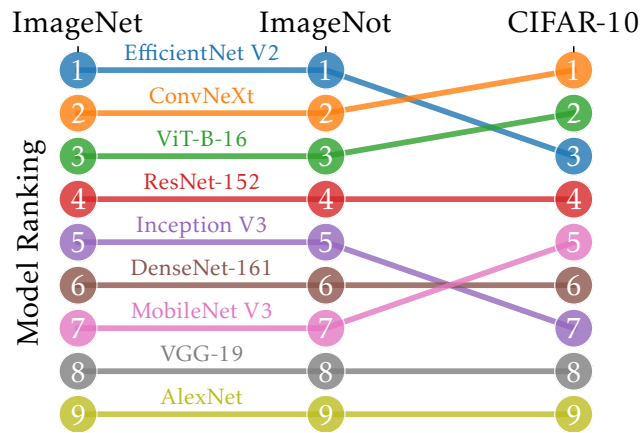 ImageNet ImageNot CIFAR-10
Model Ranking
EfficientNet V2
1 1 1
ConvNeXt
2 2 2
ViT-B-16
3 3 3
ResNet-152
4 4 4
Inception V3
5 5 5
DenseNet-161
6 6 6
MobileNet V3
7 7 7
VGG-19
8 8 8
AlexNet
9 9 9